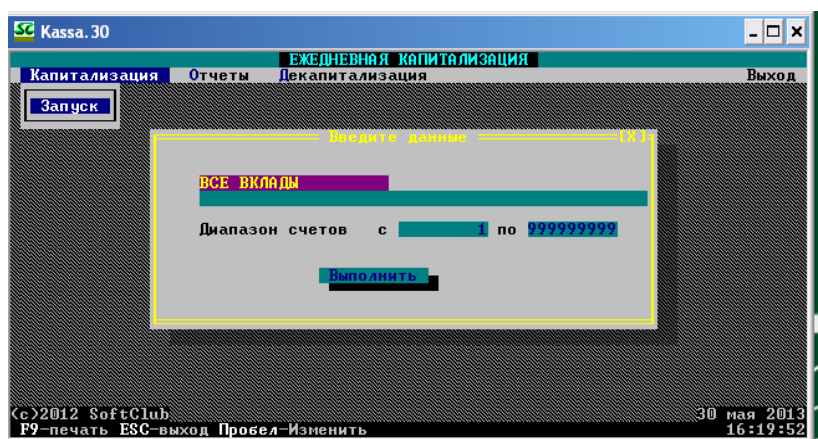 SC Kassa.30
ЕЖЕДНЕВНАЯ КАПИТАЛИЗАЦИЯ
Капитализация Отчеты Декапитализация Выход
Запуск
Введите данные [X]
ВСЕ ВКЛАДЫ
Диапазон счетов с 1 по 999999999
Выполнить
(c)2012 SoftClub 30 мая 2013
F9-печать ESC-выход Пробел-Изменить 16:19:52